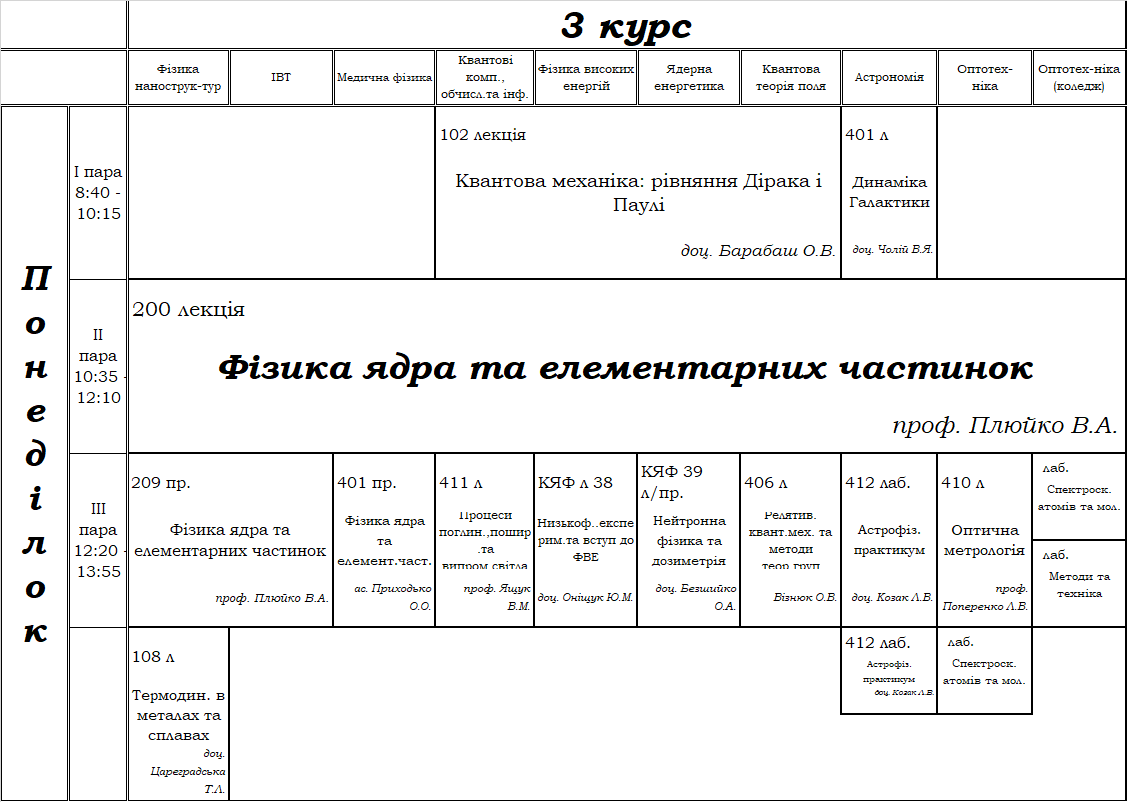 3 курс
Фізика
нанострук-тур
ІВТ
Медична фізика
Квантові
комп.,
обчисл.та інф.
Фізика високих
енергій
Ядерна
енергетика
Квантова
теорія поля
Астрономія
Оптотех-
ніка
Оптотех-ніка
(коледж)
Понеділок
І пара
8:40 -
10:15
102 лекція
Квантова механіка: рівняння Дірака і
Паулі
доц. Барабаш О.В.
401 л
Динаміка
Галактики
доц. Чолій В.Я.
ІІ
пара
10:35 -
12:10
200 лекція
Фізика ядра та елементарних частинок
проф. Плюйко В.А.
ІІІ
пара
12:20 -
13:55
209 пр.
Фізика ядра та
елементарних частинок
проф. Плюйко В.А.
401 пр.
Фізика ядра
та
елемент.част.
ас. Приходько
О.О.
411 л
Процеси
поглин.,пошир
.та
випром.світла
проф. Ящук
В.М.
КЯФ л 38
Низькоф..експе
рим.та вступ до
ФВЕ
доц. Оніщук Ю.М.
КЯФ 39
л/пр.
Нейтронна
фізика та
дозиметрія
доц. Безшийко
О.А.
406 л
Релятив.
квант.мех. та
методи
теор.груп
Візнюк О.В.
412 лаб.
Астрофіз.
практикум
доц. Козак Л.В.
410 л
Оптична
метрологія
проф.
Поперенко Л.В.
лаб.
Спектроск.
атомів та мол.
лаб.
Методи та
техніка
108 л
Термодин. в
металах та
сплавах
доц.
Цареградська
Т.Л.
412 лаб.
Астрофіз.
практикум
доц. Козак Л.В.
лаб.
Спектроск.
атомів та мол.